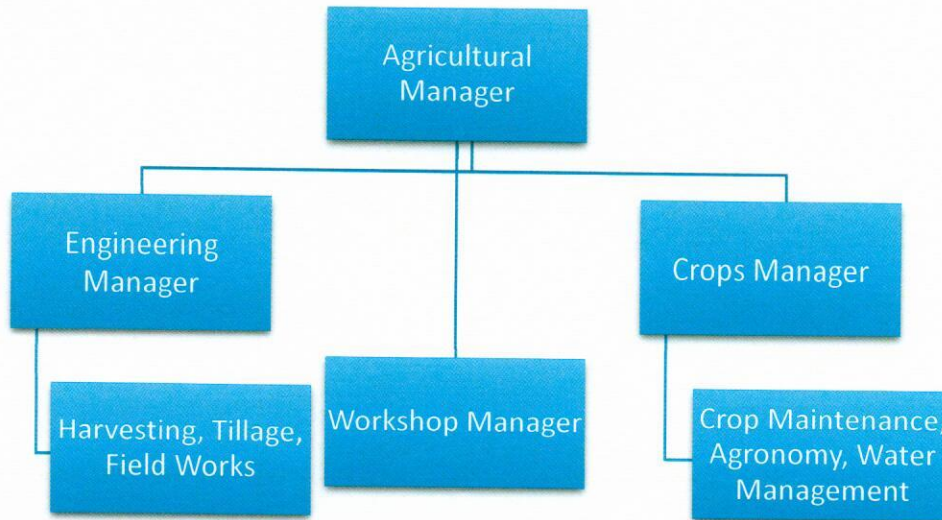 Agricultural
Manager
Engineering
Manager
Crops Manager
Harvesting, Tillage,
Field Works
Workshop Manager
Crop Maintenance,
Agronomy, Water
Management